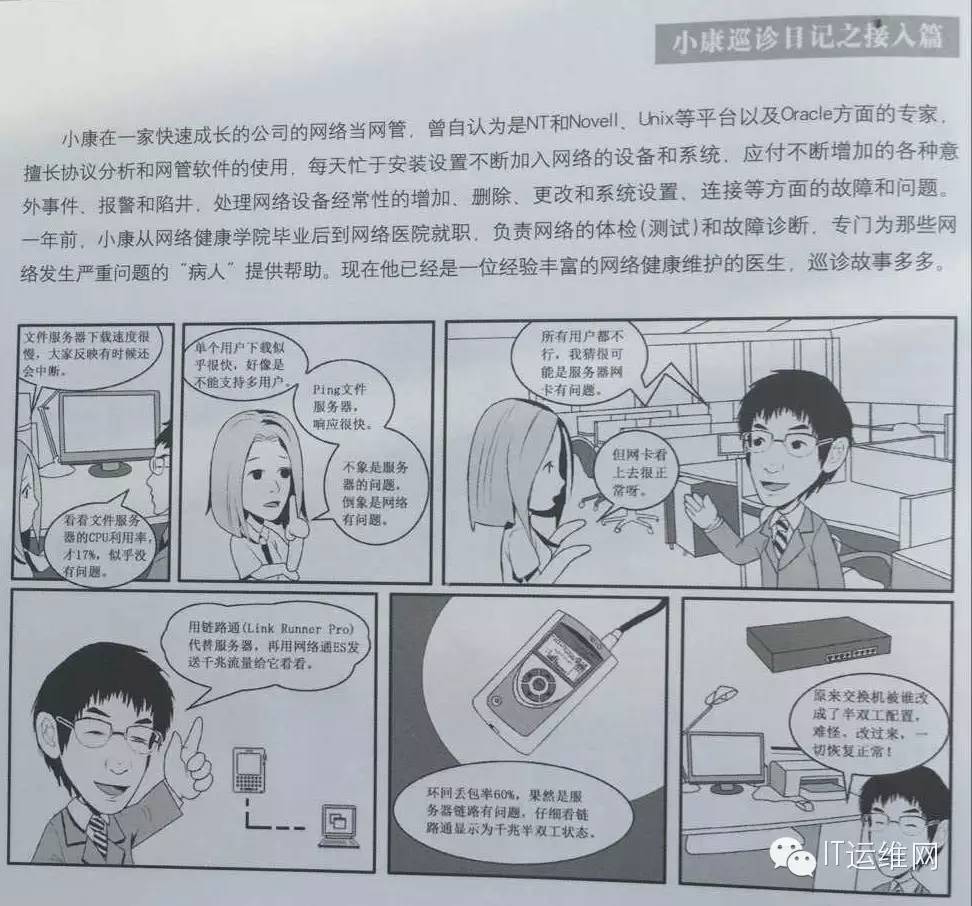 小康巡诊日记之接入篇
小康在一家快速成长的公司的网络当网管，曾自认为是NT和Novell、Unix等平台以及Oracle方面的专家，
擅长协议分析和网管软件的使用，每天忙于安装设置不断加入网络的设备和系统，应付不断增加的各种意
外事件、报警和陷井，处理网络设备经常性的增加、删除、更改和系统设置、连接等方面的故障和问题。
一年前，小康从网络健康学院毕业后到网络医院就职，负责网络的体检(测试)和故障诊断，专门为那些网
络发生严重问题的“病人”提供帮助。现在他已经是一位经验丰富的网络健康维护的医生，巡诊故事多多。
文件服务器下载速度很
慢，大家反映有时候还
会中断。
看看文件服务
器的CPU利用率，
才17%，似乎没
有问题。
单个用户下载似
乎很快，好像是
不能支持多用户。
Ping文件
服务器，
响应很快。
不象是服务
器的问题，
倒象是网络
有问题。
所有用户都不
行，我猜很可
能是服务器网
卡有问题。
但网卡看
上去很正
常呀。
用链路通(Link Runner Pro)
代替服务器，再用网络通ES发
送千兆流量给它看看。
环回丢包率60%，果然是服
务器链路有问题，仔细看链
路通显示为千兆半双工状态。
原来交换机被谁改
成了半双工配置，
难怪。改过来，一
切恢复正常！
IT运维网